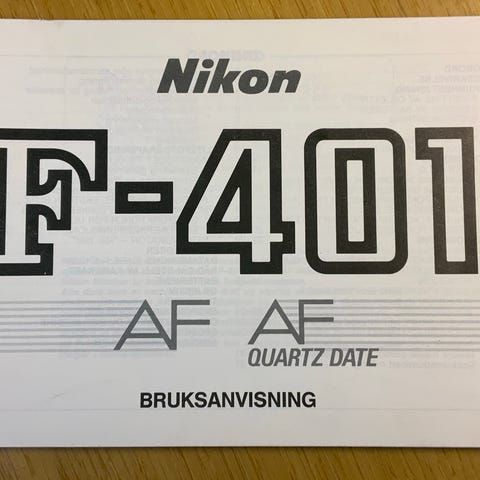 Nikon
F-401
AF AF
QUARTZ DATE
BRUKSANVISNING